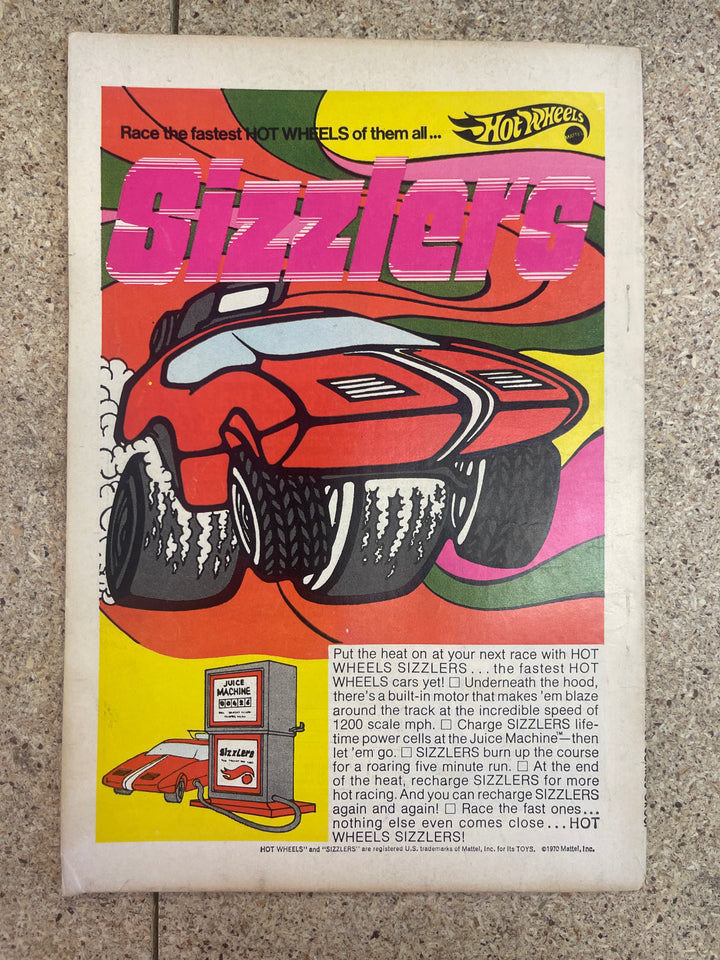 Race the fastest HOT WHEELS of them all...
Hot Wheels
MATTEL
Sizzlers
JUICE
MACHINE
00424
Sizzlers
Put the heat on at your next race with HOT
WHEELS SIZZLERS...the fastest HOT
WHEELS cars yet! □ Underneath the hood,
there's a built-in motor that makes 'em blaze
around the track at the incredible speed of
1200 scale mph. □ Charge SIZZLERS life-
time power cells at the Juice Machine™—then
let 'em go. □ SIZZLERS burn up the course
for a roaring five minute run. □ At the end
of the heat, recharge SIZZLERS for more
hot racing. And you can recharge SIZZLERS
again and again! □ Race the fast ones...
nothing else even comes close...HOT
WHEELS SIZZLERS!
HOT WHEELS" and "SIZZLERS" are registered U.S. trademarks of Mattel, Inc. for its TOYS. ©1970 Mattel, Inc.